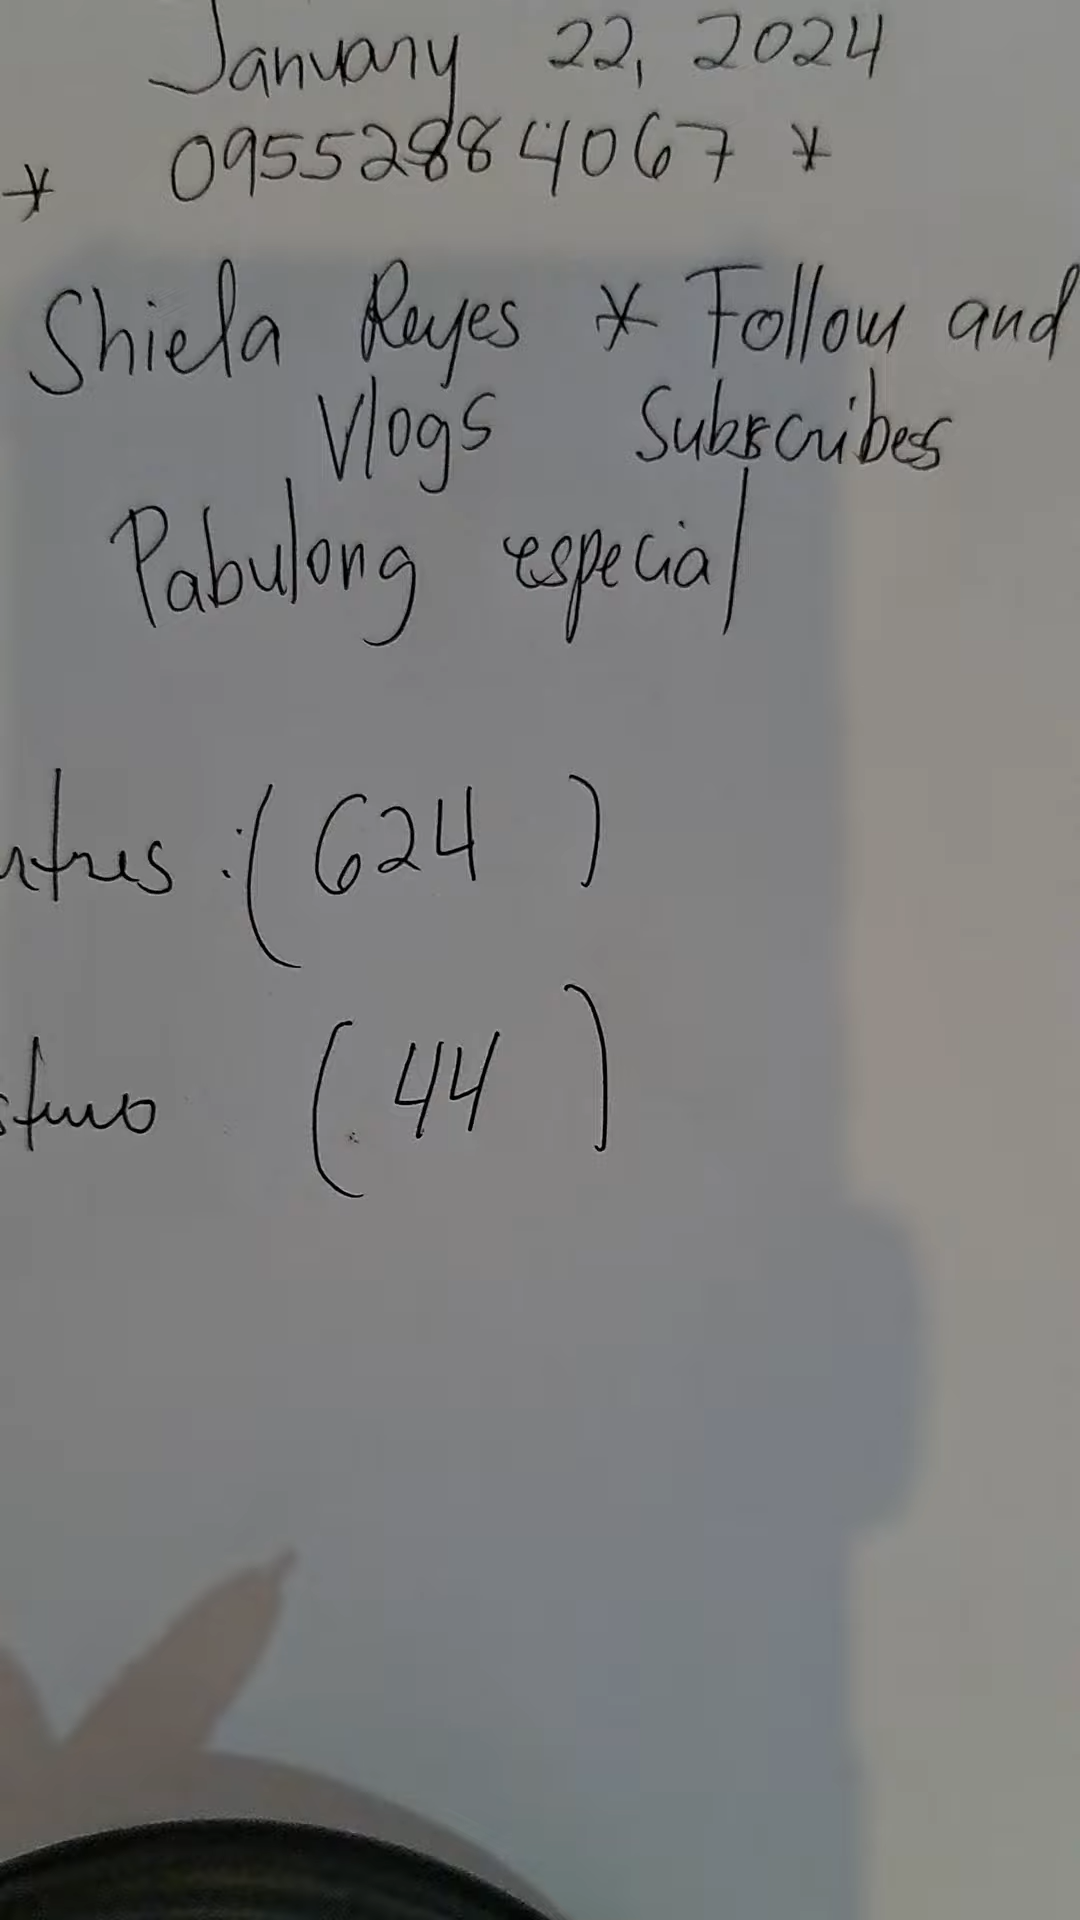 January 22, 2024
* 09552884067 *
Shiela Reyes * Follow and
Vlogs Subscribes
Pabulong especial
:( 624 )
( 44 )